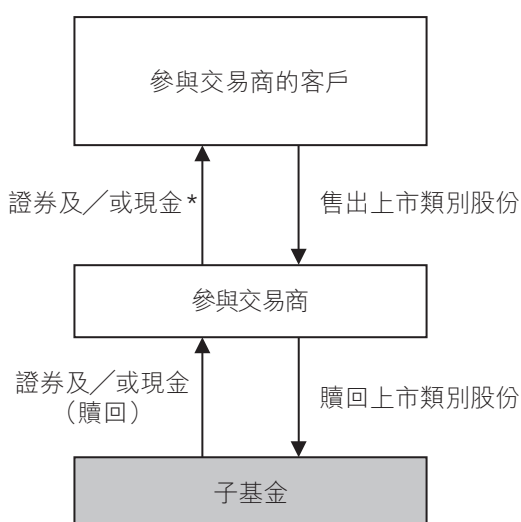 參與交易商的客戶
證券及╱或現金*
售出上市類別股份
參與交易商
證券及╱或現金
（贖回）
贖回上市類別股份
子基金